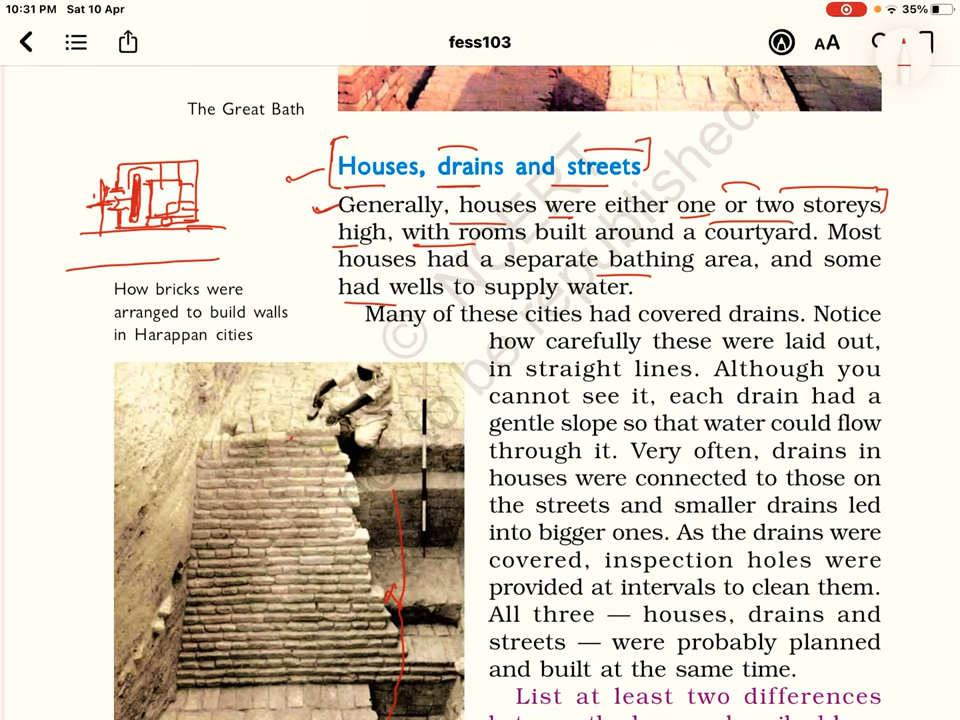 10:31 PM Sat 10 Apr 35%
fess103
AA
The Great Bath
Houses, drains and streets
Generally, houses were either one or two storeys
high, with rooms built around a courtyard. Most
houses had a separate bathing area, and some
had wells to supply water.
How bricks were
arranged to build walls
in Harappan cities
Many of these cities had covered drains. Notice
how carefully these were laid out,
in straight lines. Although you
cannot see it, each drain had a
gentle slope so that water could flow
through it. Very often, drains in
houses were connected to those on
the streets and smaller drains led
into bigger ones. As the drains were
covered, inspection holes were
provided at intervals to clean them.
All three — houses, drains and
streets — were probably planned
and built at the same time.
List at least two differences
© NCERT
not to be republished